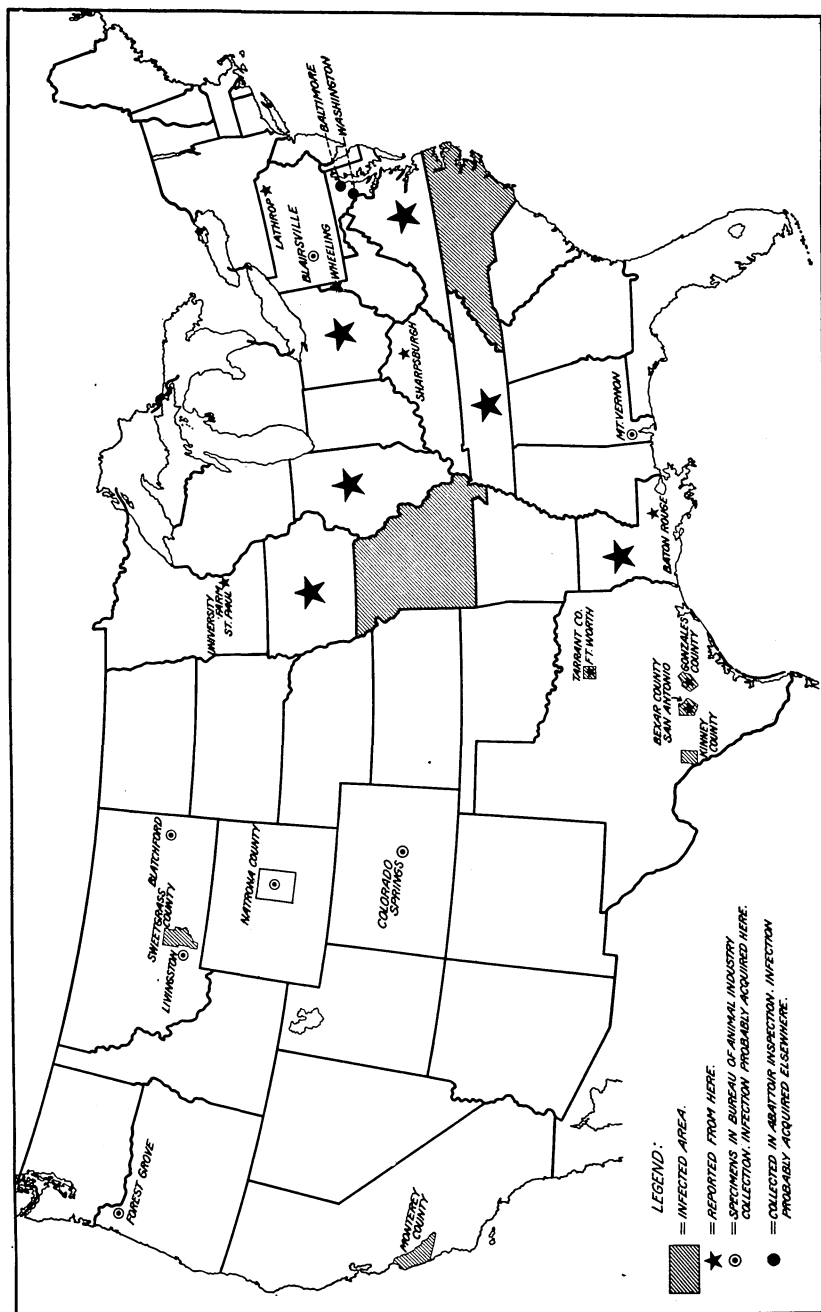 FOREST GROVE
LIVINGSTON
SWEETGRASS
COUNTY
BLATCHFORD
NATRONA COUNTY
COLORADO
SPRINGS
MONTEREY
COUNTY
UNIVERSITY
FARM
ST. PAUL
LATHROP
BLAIRSVILLE
WHEELING
BALTIMORE
WASHINGTON
SHARPSBURGH
MT. VERNON
BATON ROUGE
TARRANT CO.
FT. WORTH
BEXAR COUNTY
SAN ANTONIO
GONZALES
COUNTY
KINNEY
COUNTY
LEGEND:
= INFECTED AREA.
= REPORTED FROM HERE.
= SPECIMENS IN BUREAU OF ANIMAL INDUSTRY
COLLECTION. INFECTION PROBABLY ACQUIRED HERE.
= COLLECTED IN ABATTOIR INSPECTION. INFECTION
PROBABLY ACQUIRED ELSEWHERE.